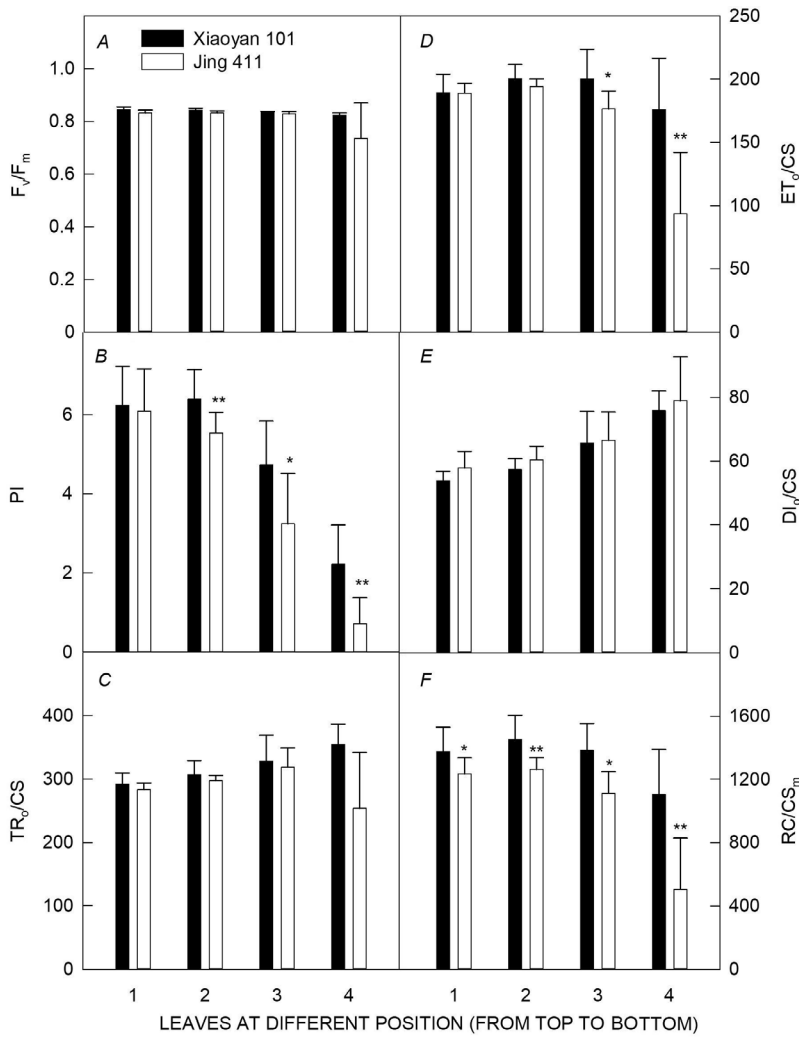 A
Xiaoyan 101
Jing 411
1.0
0.8
0.6
0.4
0.2
0
Fv/Fm
D
250
200
150
100
50
0
ETo/CS
*
**
B
6
4
2
0
PI
**
*
**
E
80
60
40
20
0
DIo/CS
C
400
300
200
100
0
TRo/CS
F
1600
1200
800
400
0
RC/CSm
*
**
*
**
1 2 3 4 1 2 3 4
LEAVES AT DIFFERENT POSITION (FROM TOP TO BOTTOM)